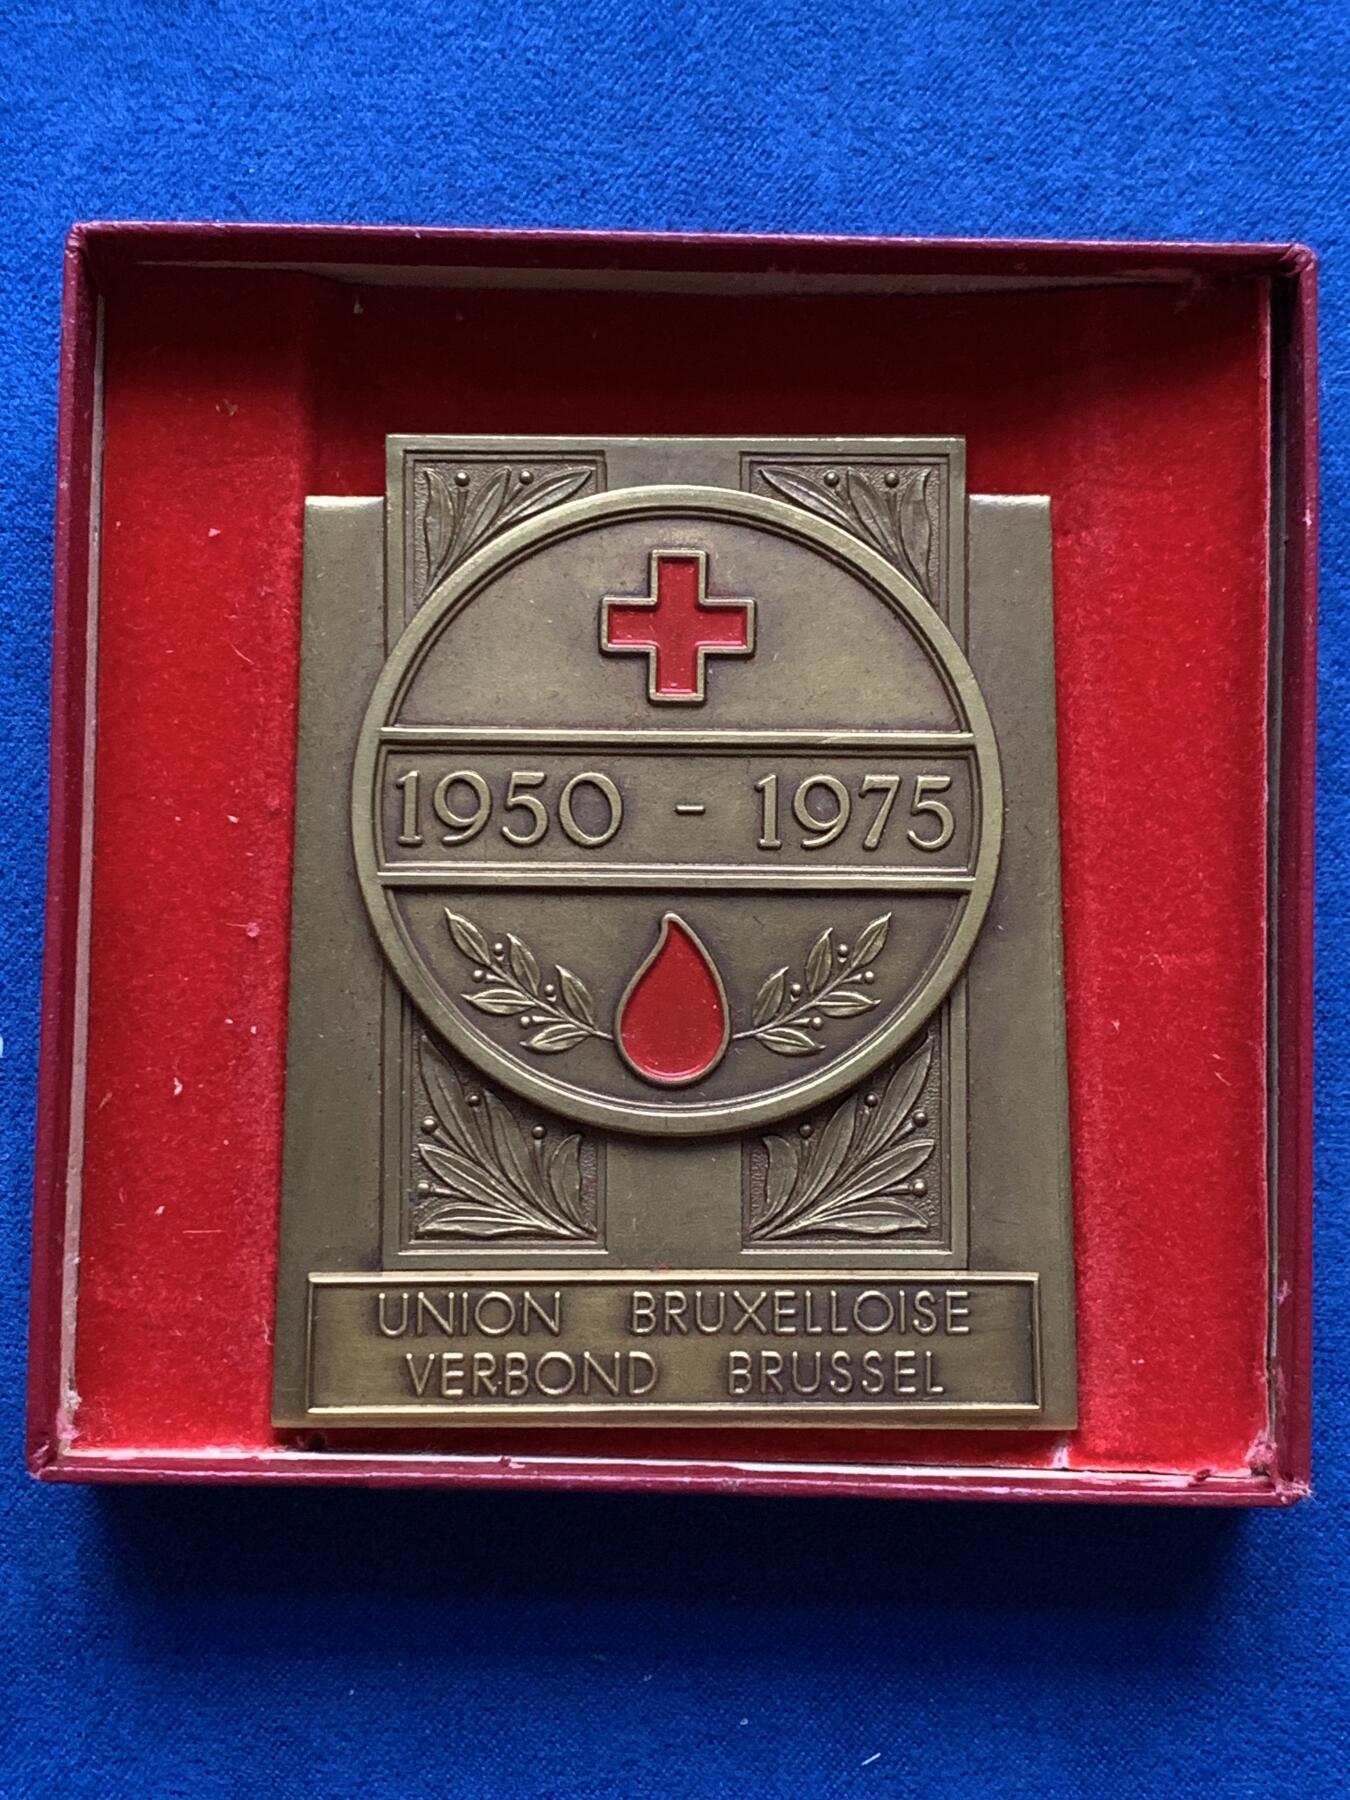 1950 - 1975
UNION BRUXELLOISE
VERBOND BRUSSEL